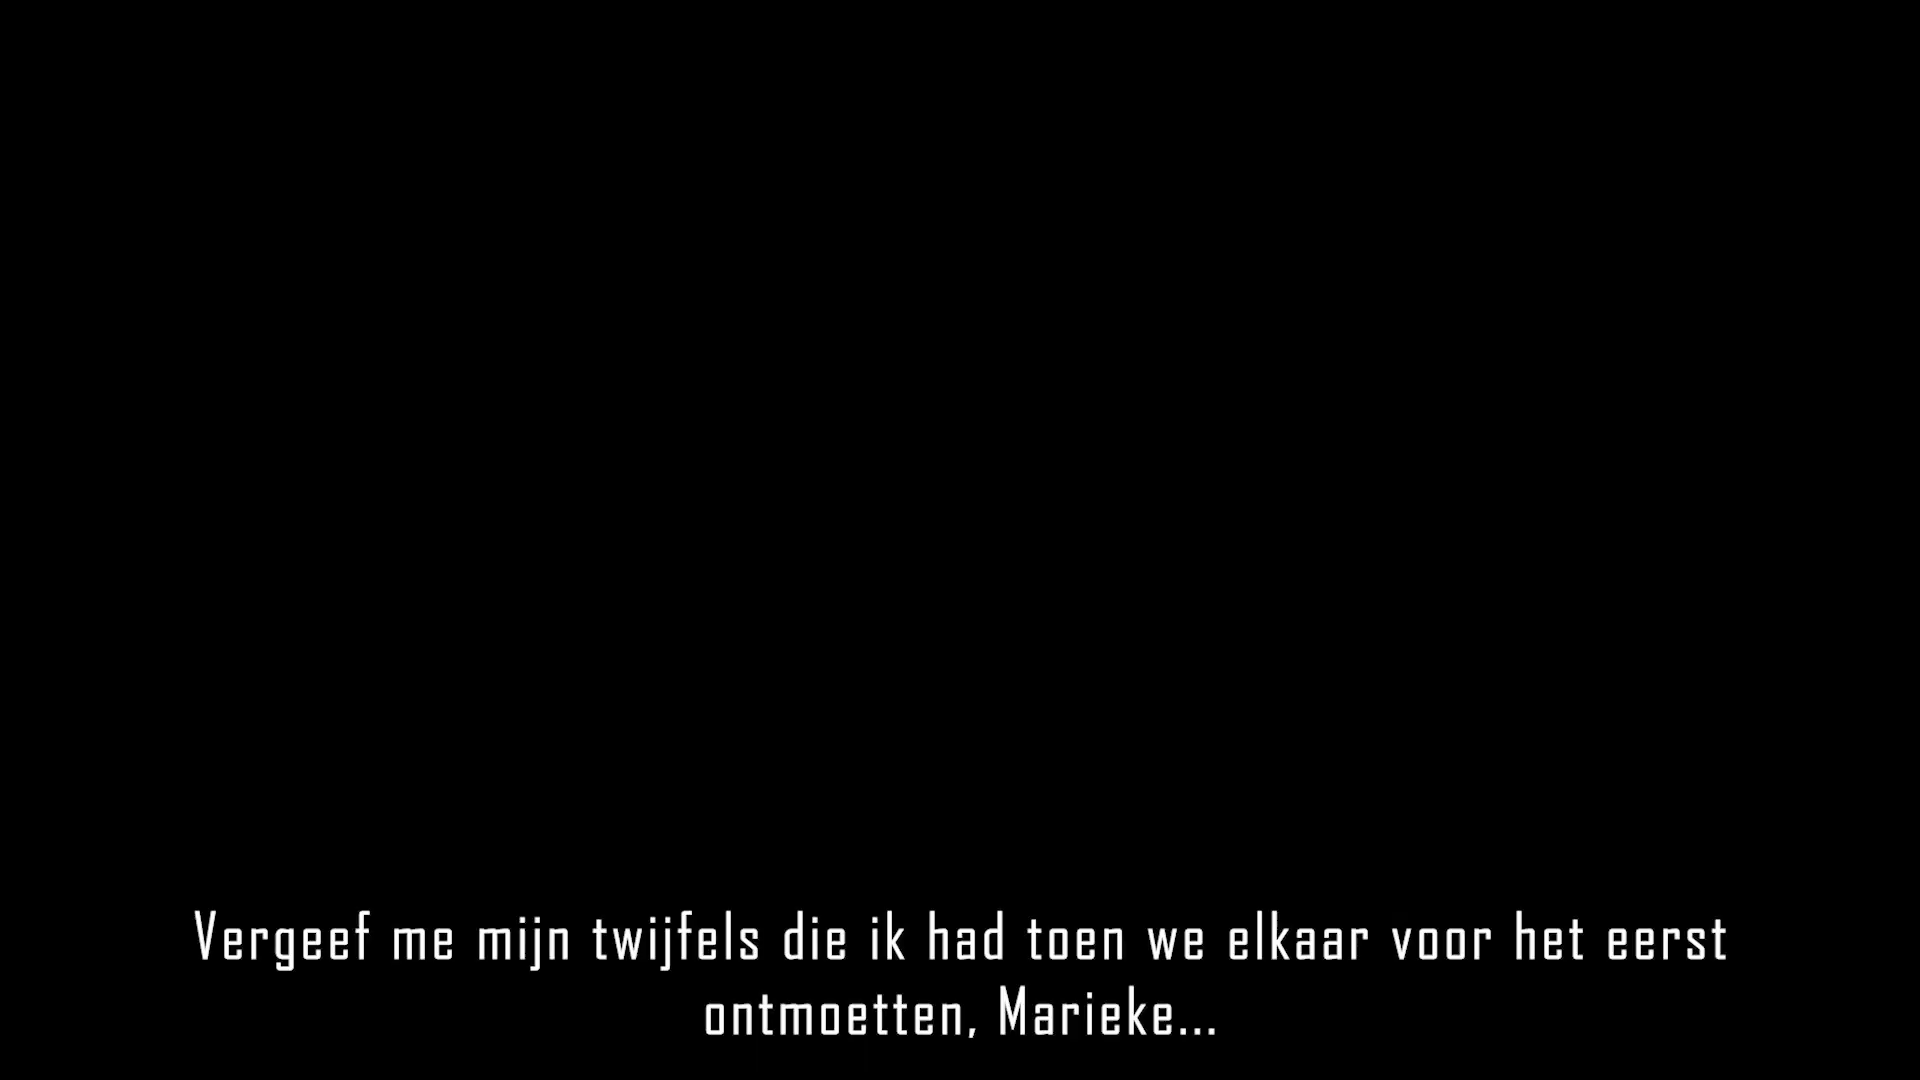 Vergeef me mijn twijfels die ik had toen we elkaar voor het eerst
ontmoetten, Marieke...